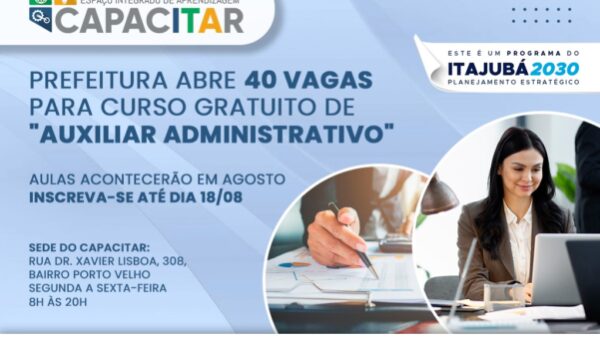 ESPAÇO INTEGRADO DE APRENDIZAGEM
CAPACITAR
ESTE É UM PROGRAMA DO
ITAJUBÁ2030
PLANEJAMENTO ESTRATÉGICO
PREFEITURA ABRE 40 VAGAS
PARA CURSO GRATUITO DE
"AUXILIAR ADMINISTRATIVO"
AULAS ACONTECERÃO EM AGOSTO
INSCREVA-SE ATÉ DIA 18/08
SEDE DO CAPACITAR:
RUA DR. XAVIER LISBOA, 308,
BAIRRO PORTO VELHO
SEGUNDA A SEXTA-FEIRA
8H ÀS 20H